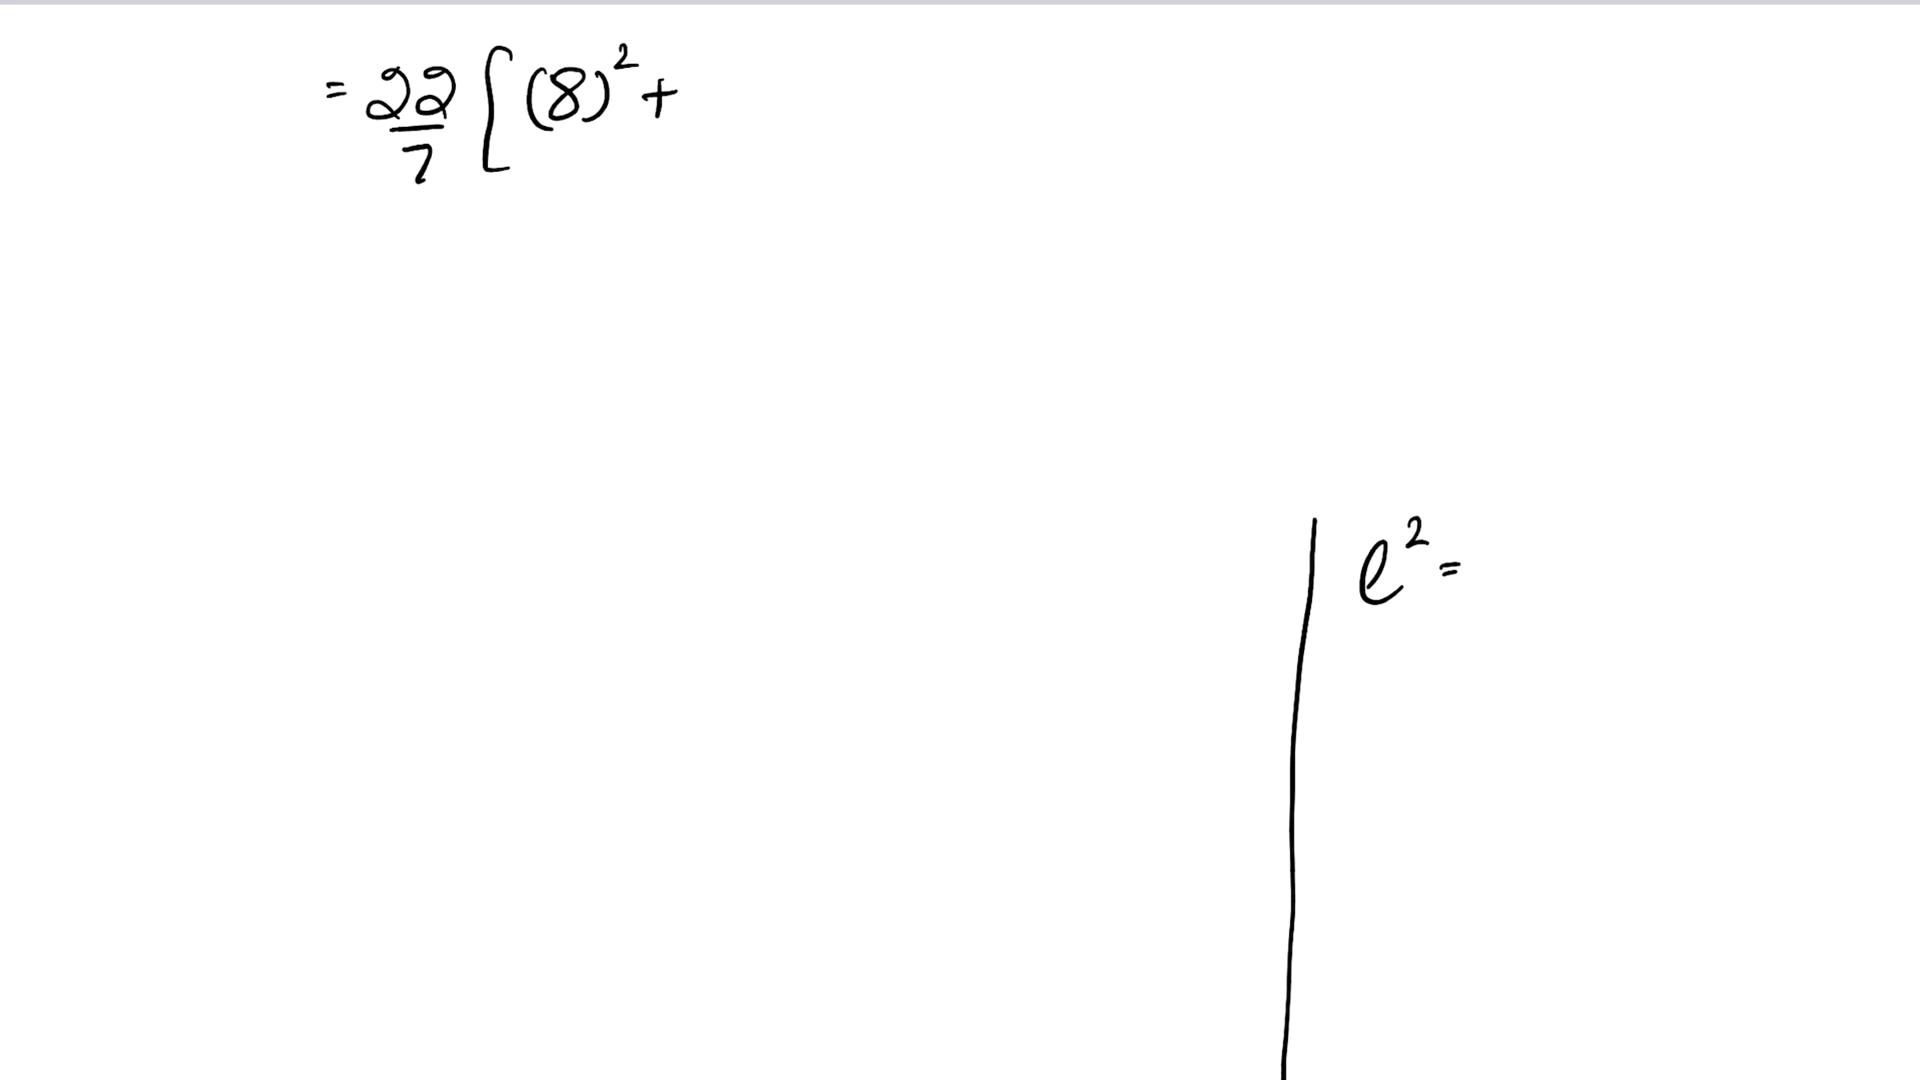 = 22/7 [ (8)² +
l² =